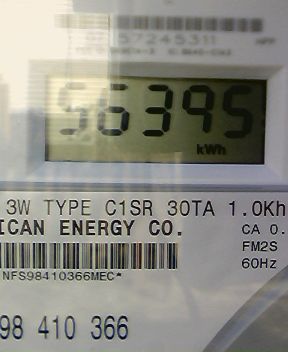 57245311
56395
kWh
3W TYPE C1SR 30TA 1.0Kh
ICAN ENERGY CO.
CA 0.
FM2S
60Hz
NFS98410366MEC*
98 410 366